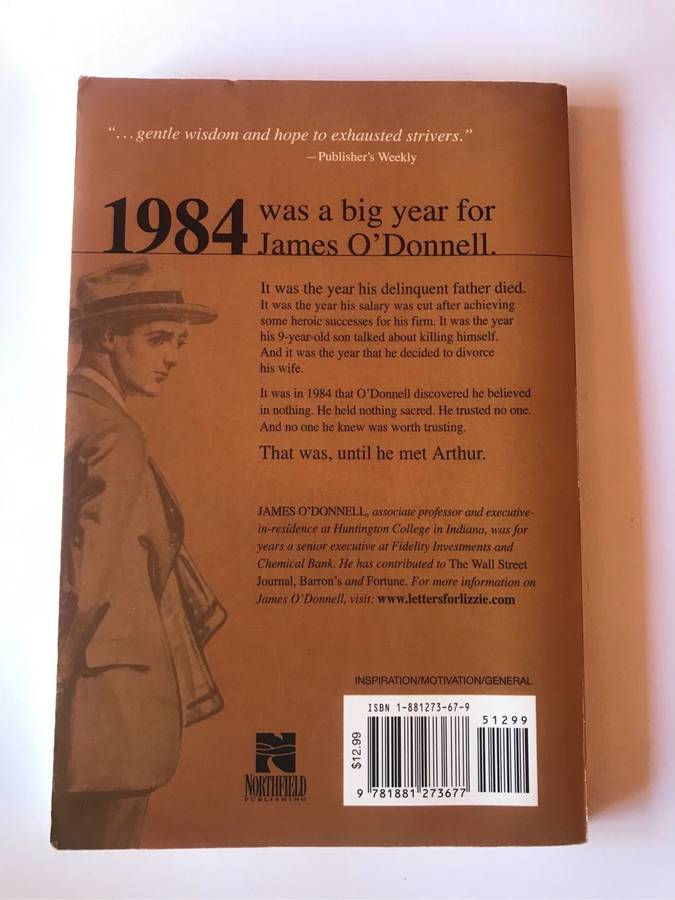 “…gentle wisdom and hope to exhausted strivers.”
—Publisher’s Weekly
1984 was a big year for
James O’Donnell.
It was the year his delinquent father died.
It was the year his salary was cut after achieving
some heroic successes for his firm. It was the year
his 9-year-old son talked about killing himself.
And it was the year that he decided to divorce
his wife.
It was in 1984 that O’Donnell discovered he believed
in nothing. He held nothing sacred. He trusted no one.
And no one he knew was worth trusting.
That was, until he met Arthur.
JAMES O’DONNELL, associate professor and executive-
in-residence at Huntington College in Indiana, was for
years a senior executive at Fidelity Investments and
Chemical Bank. He has contributed to The Wall Street
Journal, Barron’s and Fortune. For more information on
James O’Donnell, visit: www.lettersforlizzie.com
INSPIRATION/MOTIVATION/GENERAL
ISBN 1-881273-67-9
51299
$12.99
9 781881 273677
NORTHFIELD
PUBLISHING